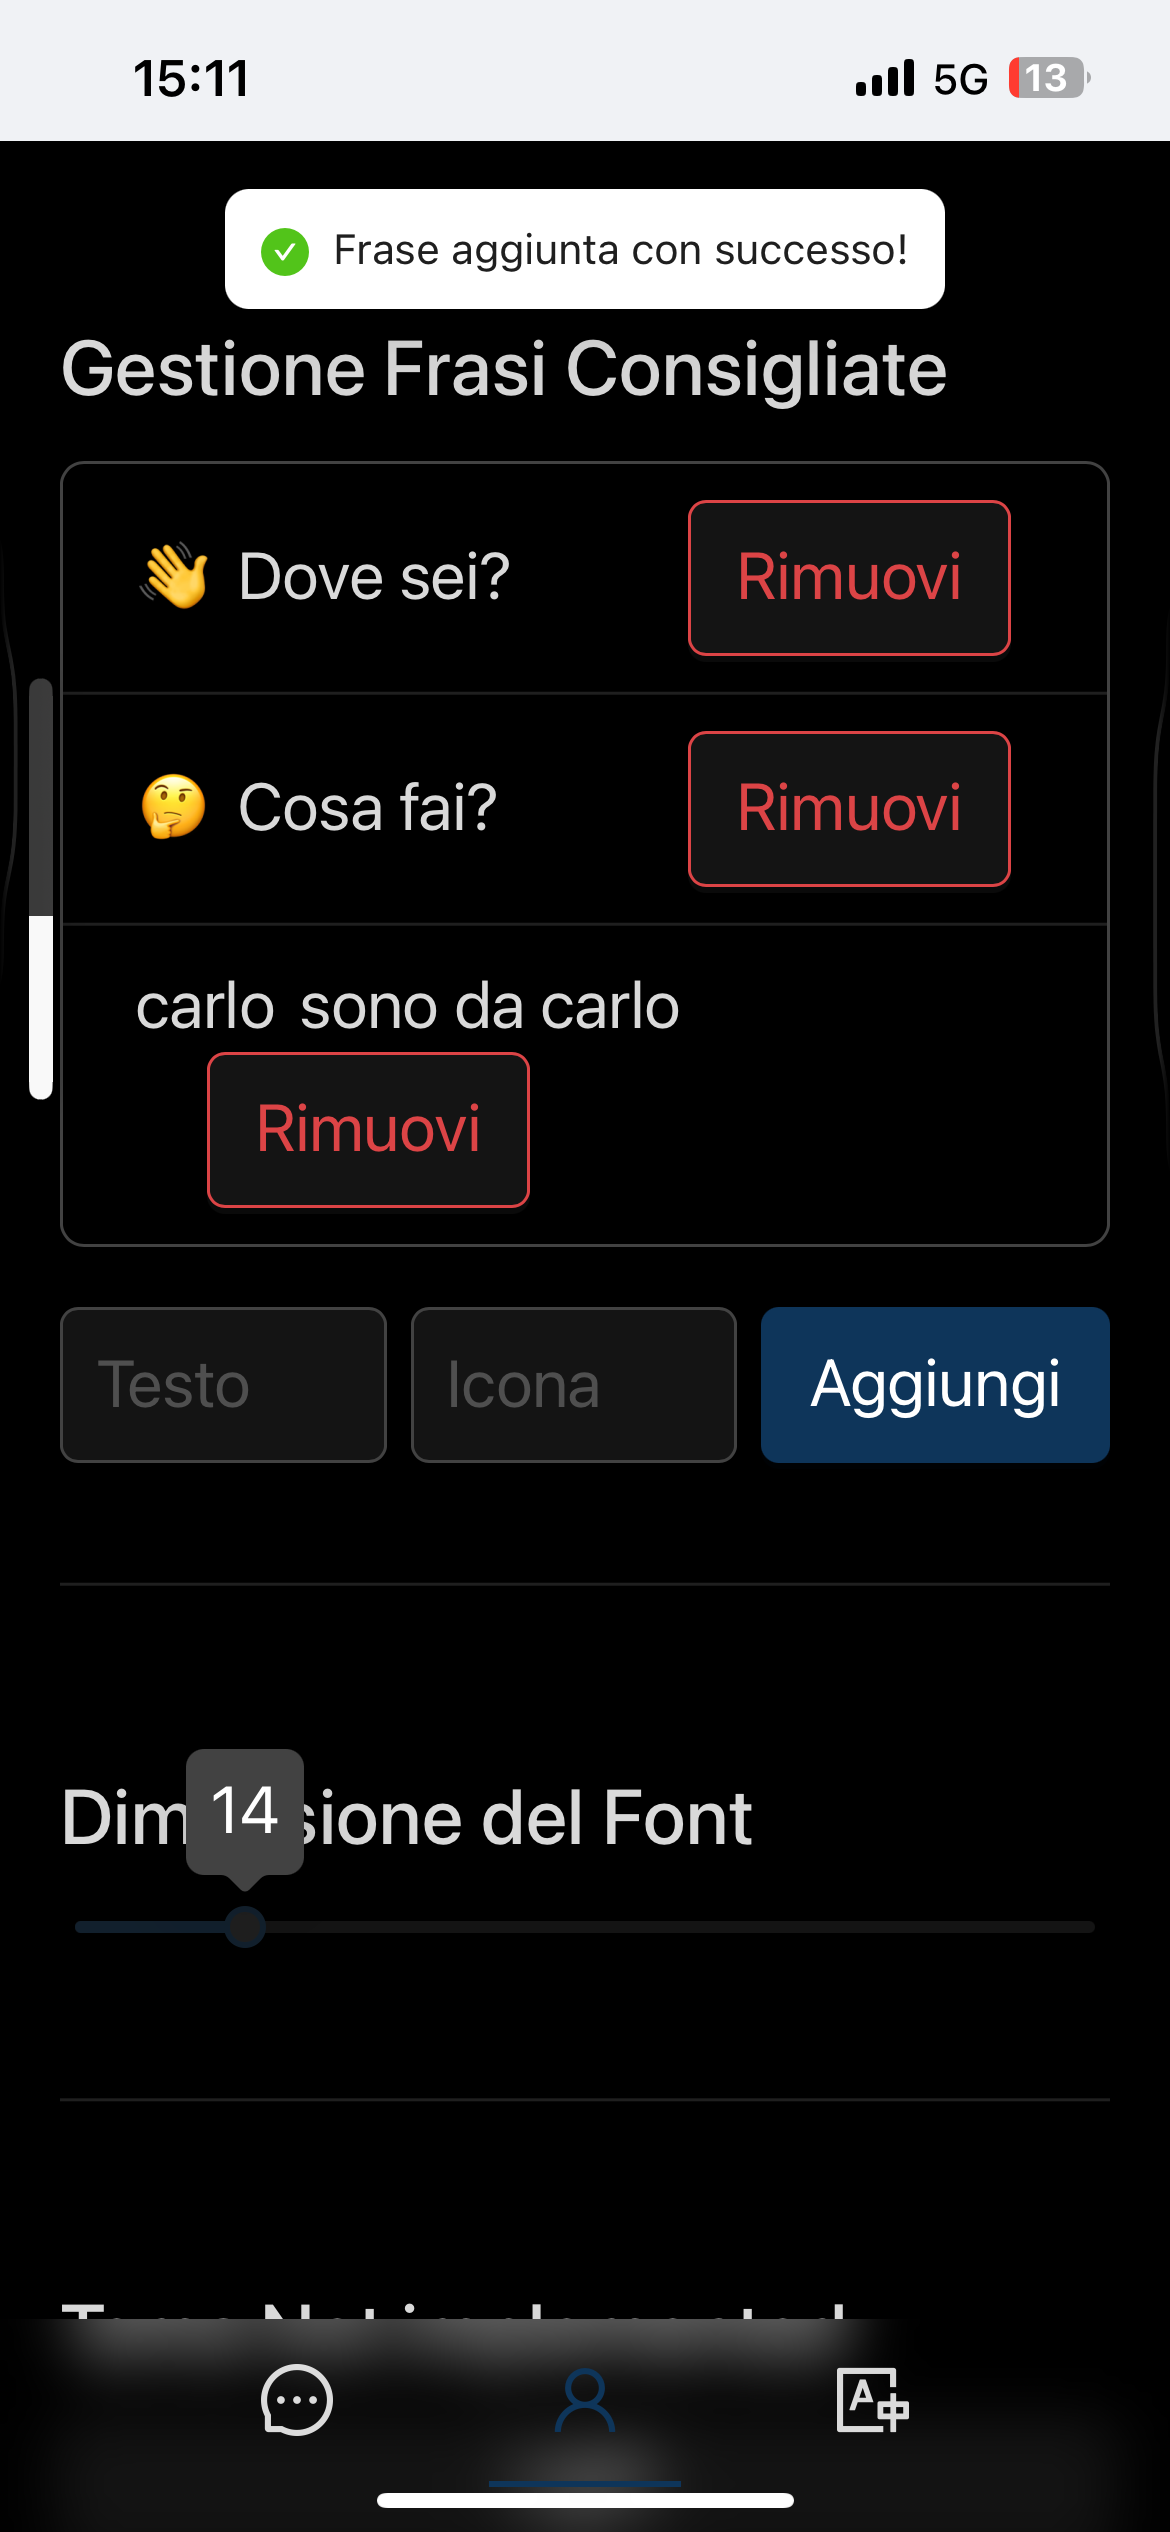 15:11 5G 13
Frase aggiunta con successo!
Gestione Frasi Consigliate
👋 Dove sei? Rimuovi
🤔 Cosa fai? Rimuovi
carlo sono da carlo
Rimuovi
Testo Icona Aggiungi
14
Dim sione del Font